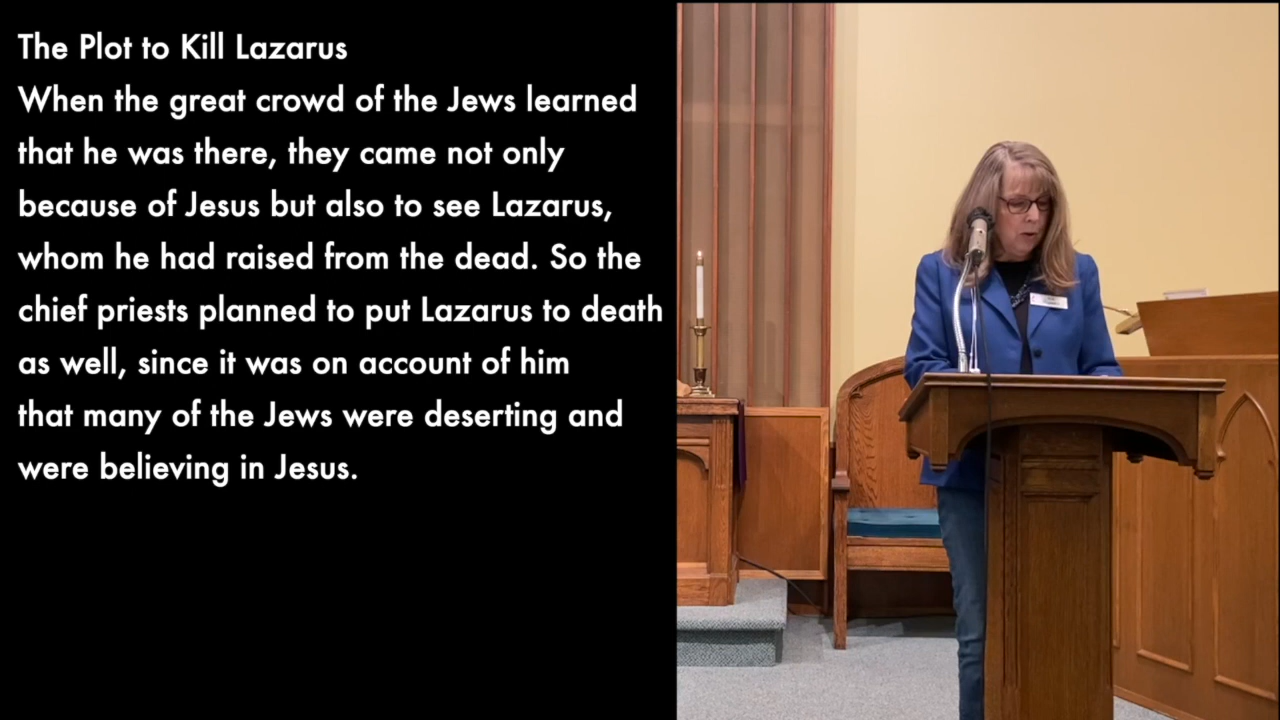 The Plot to Kill Lazarus
When the great crowd of the Jews learned
that he was there, they came not only
because of Jesus but also to see Lazarus,
whom he had raised from the dead. So the
chief priests planned to put Lazarus to death
as well, since it was on account of him
that many of the Jews were deserting and
were believing in Jesus.